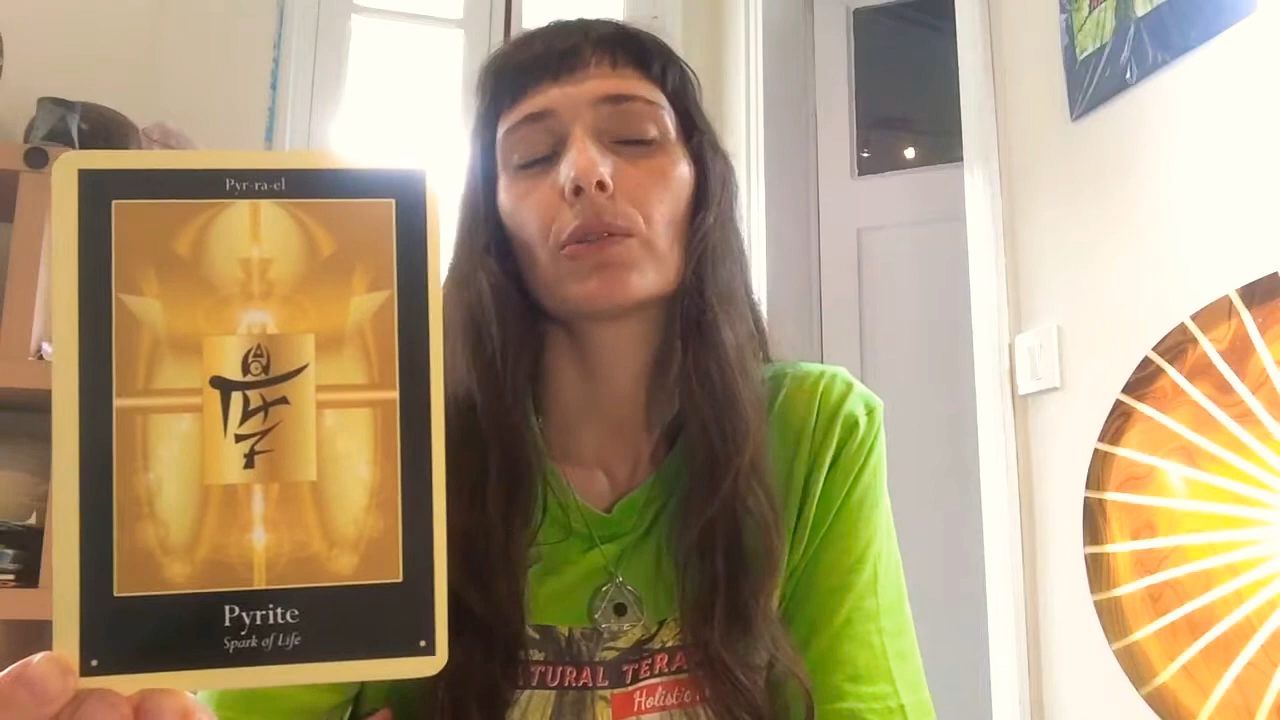 Pyr-ra-el
Pyrite
Spark of Life
TURAL TERA
Holistic